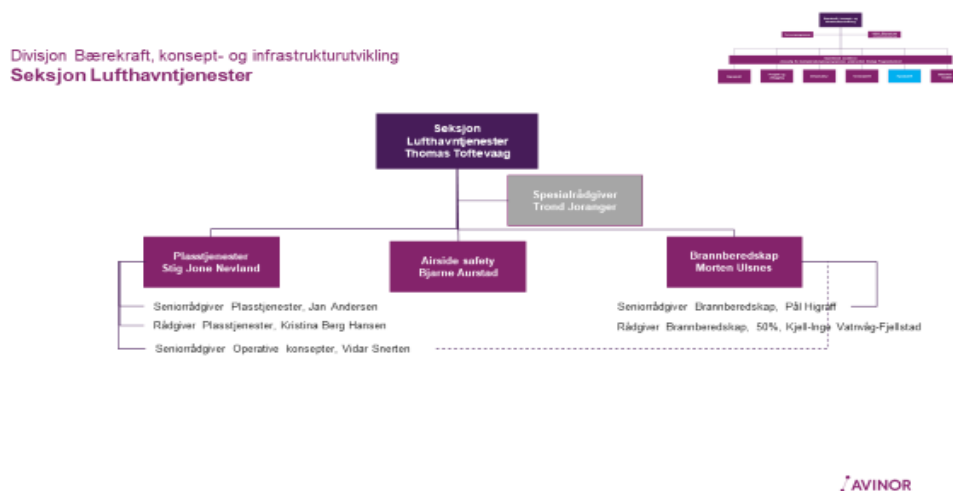 Divisjon Bærekraft, konsept- og infrastrukturutvikling
Seksjon Lufthavntjenester
Seksjon
Lufthavntjenester
Thomas Toftevaag
Spesialrådgiver
Trond Joranger
Plasstjenester
Stig Jone Nevland
Airside safety
Bjarne Aurstad
Brannberedskap
Morten Ulsnes
Seniorrådgiver Plasstjenester, Jan Andersen
Rådgiver Plasstjenester, Kristina Berg Hansen
Seniorrådgiver Operative konsepter, Vidar Snerten
Seniorrådgiver Brannberedskap, Pål Higraff
Rådgiver Brannberedskap, 50%, Kjell-Inge Vatnvåg-Fjellstad
AVINOR